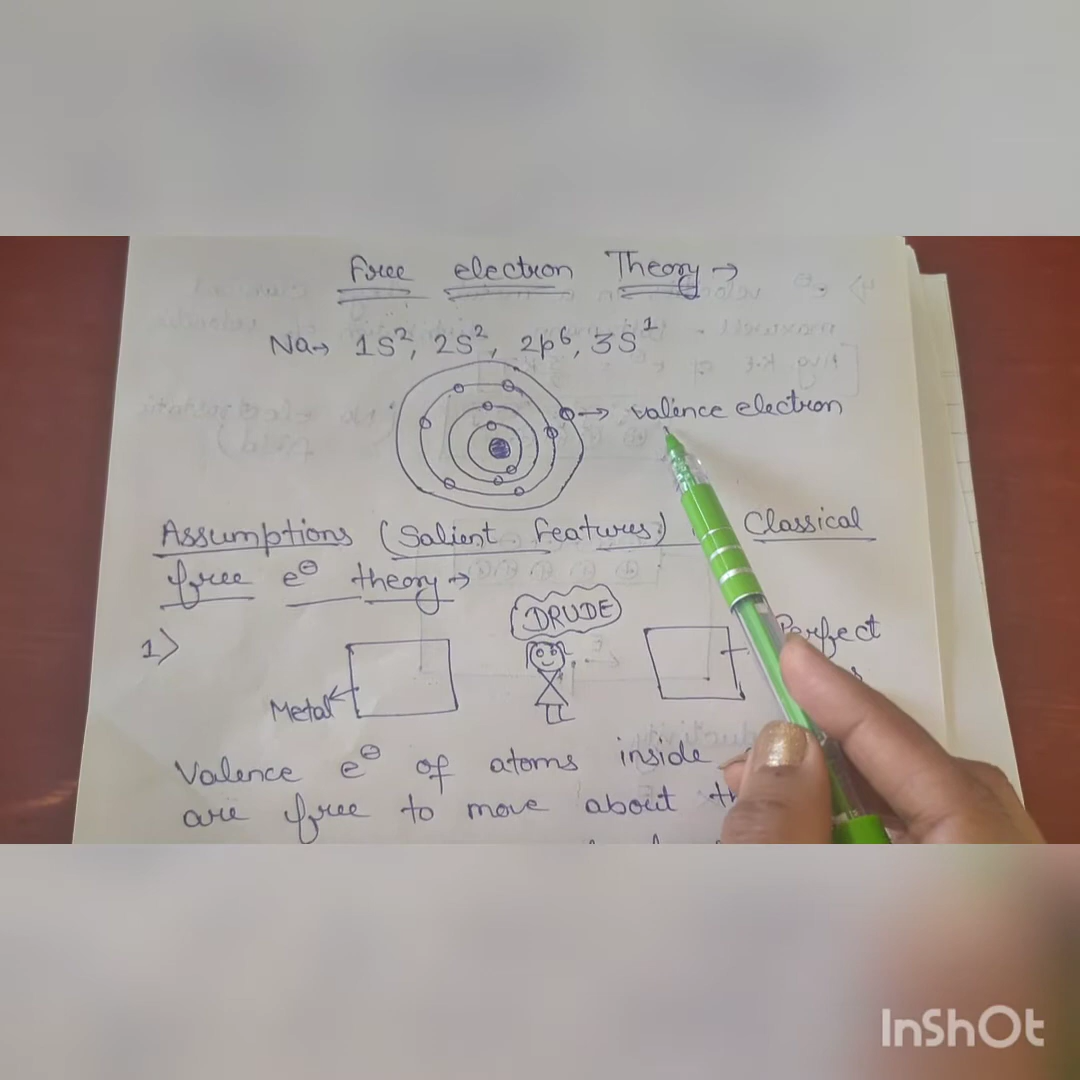 Free electron Theory →
Na → 1S², 2S², 2p⁶, 3S¹
→ valence electron
Assumptions (Salient Features) Classical
free e⊖ theory →
DRUDE
1>
Perfect
Metal
Valence e⊖ of atoms inside
are free to move about
InShOt